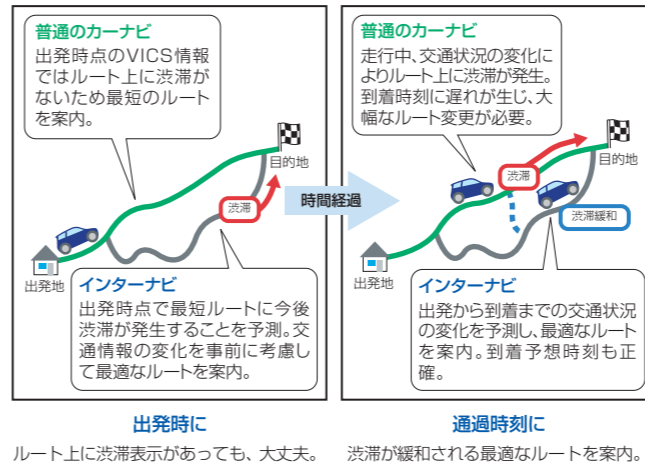 普通のカーナビ
出発時点のVICS情報
ではルート上に渋滞が
ないため最短のルート
を案内。
目的地
渋滞
出発地
インターナビ
出発時点で最短ルートに今後
渋滞が発生することを予測。交
通情報の変化を事前に考慮し
て最適なルートを案内。
時間経過
普通のカーナビ
走行中、交通状況の変化に
よりルート上に渋滞が発生。
到着時刻に遅れが生じ、大
幅なルート変更が必要。
目的地
渋滞
渋滞緩和
出発地
インターナビ
出発から到着までの交通状況
の変化を予測し、最適なルート
を案内。到着予想時刻も正
確。
出発時に
ルート上に渋滞表示があっても、大丈夫。
通過時刻に
渋滞が緩和される最適なルートを案内。